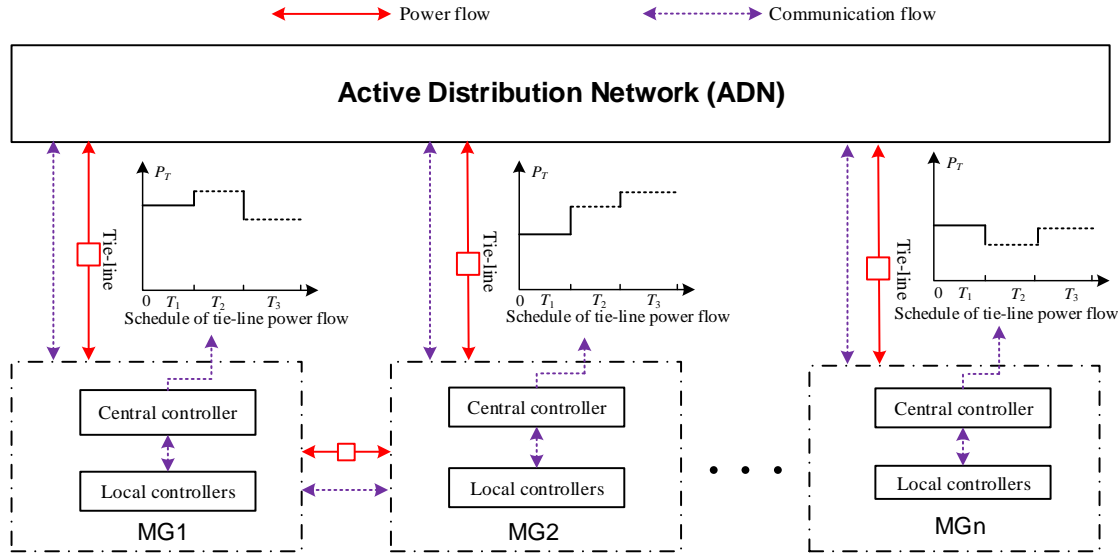 Power flow
Communication flow
Active Distribution Network (ADN)
P_T
Tie-line
0 T_1 T_2 T_3
Schedule of tie-line power flow
P_T
Tie-line
0 T_1 T_2 T_3
Schedule of tie-line power flow
P_T
Tie-line
0 T_1 T_2 T_3
Schedule of tie-line power flow
Central controller
Local controllers
MG1
Central controller
Local controllers
MG2
Central controller
Local controllers
MGn